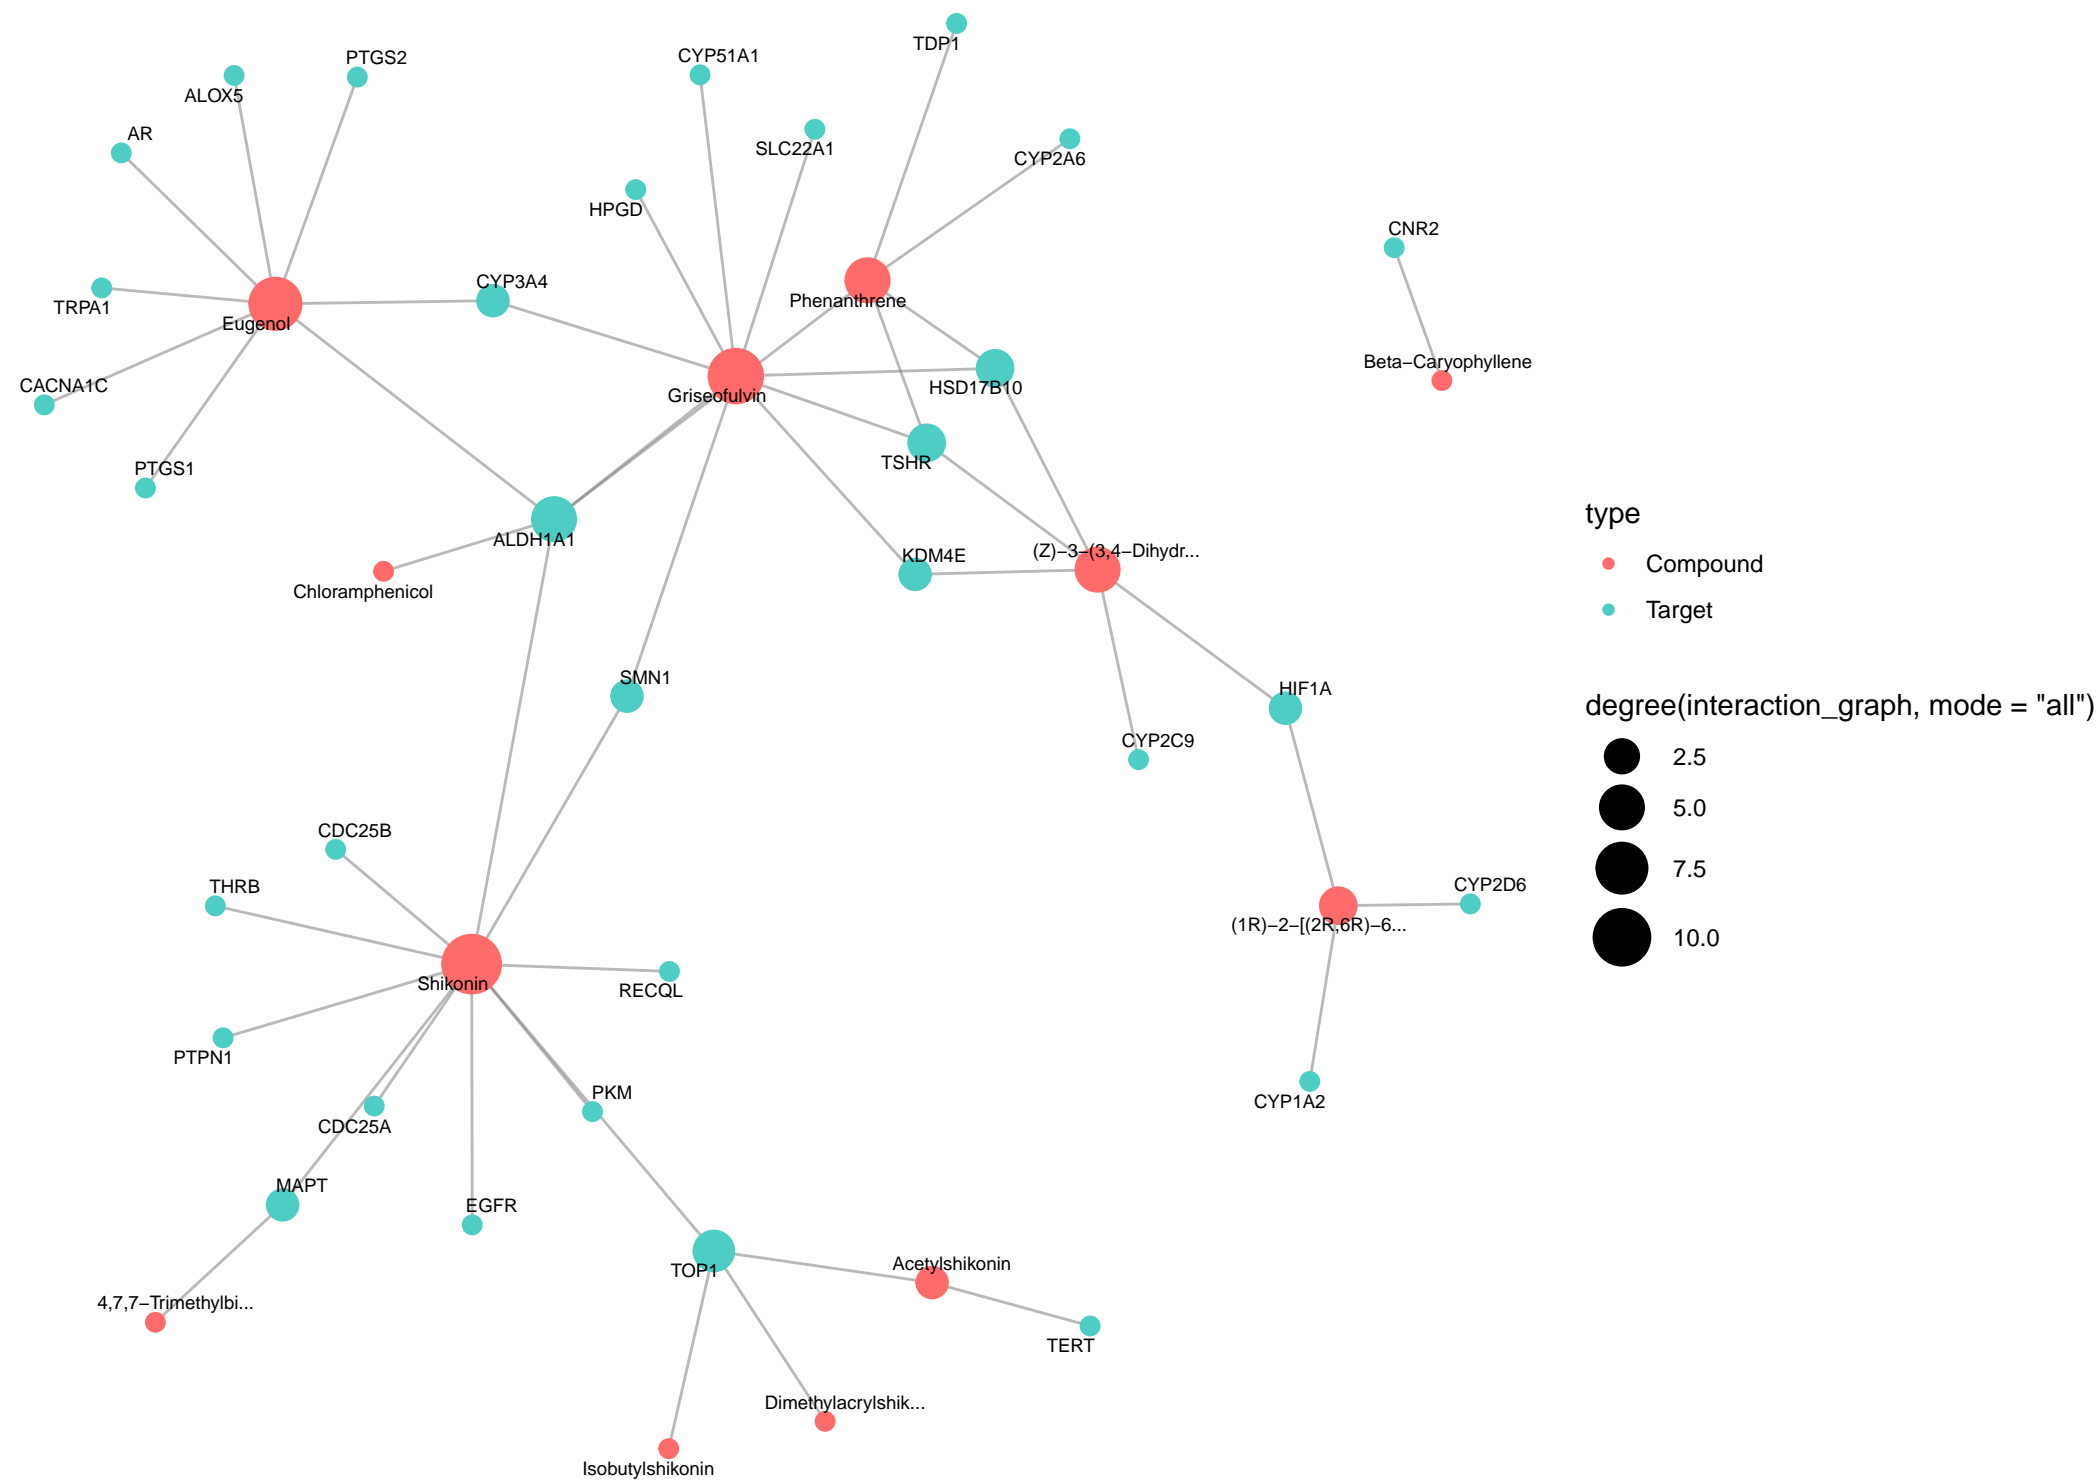 TDP1
PTGS2
CYP51A1
ALOX5
AR
SLC22A1
CYP2A6
HPGD
CNR2
CYP3A4
Phenanthrene
TRPA1
Eugenol
Beta−Caryophyllene
CACNA1C
HSD17B10
Griseofulvin
TSHR
PTGS1
type
ALDH1A1
KDM4E
(Z)−3−(3,4−Dihydr...
Compound
Chloramphenicol
Target
SMN1
HIF1A
degree(interaction_graph, mode = "all")
CYP2C9
2.5
5.0
CDC25B
7.5
THRB
CYP2D6
(1R)−2−[(2R,6R)−6...
10.0
Shikonin
RECQL
PTPN1
PKM
CYP1A2
CDC25A
MAPT
EGFR
Acetylshikonin
TOP1
4,7,7−Trimethylbi...
TERT
Dimethylacrylshik...
Isobutylshikonin